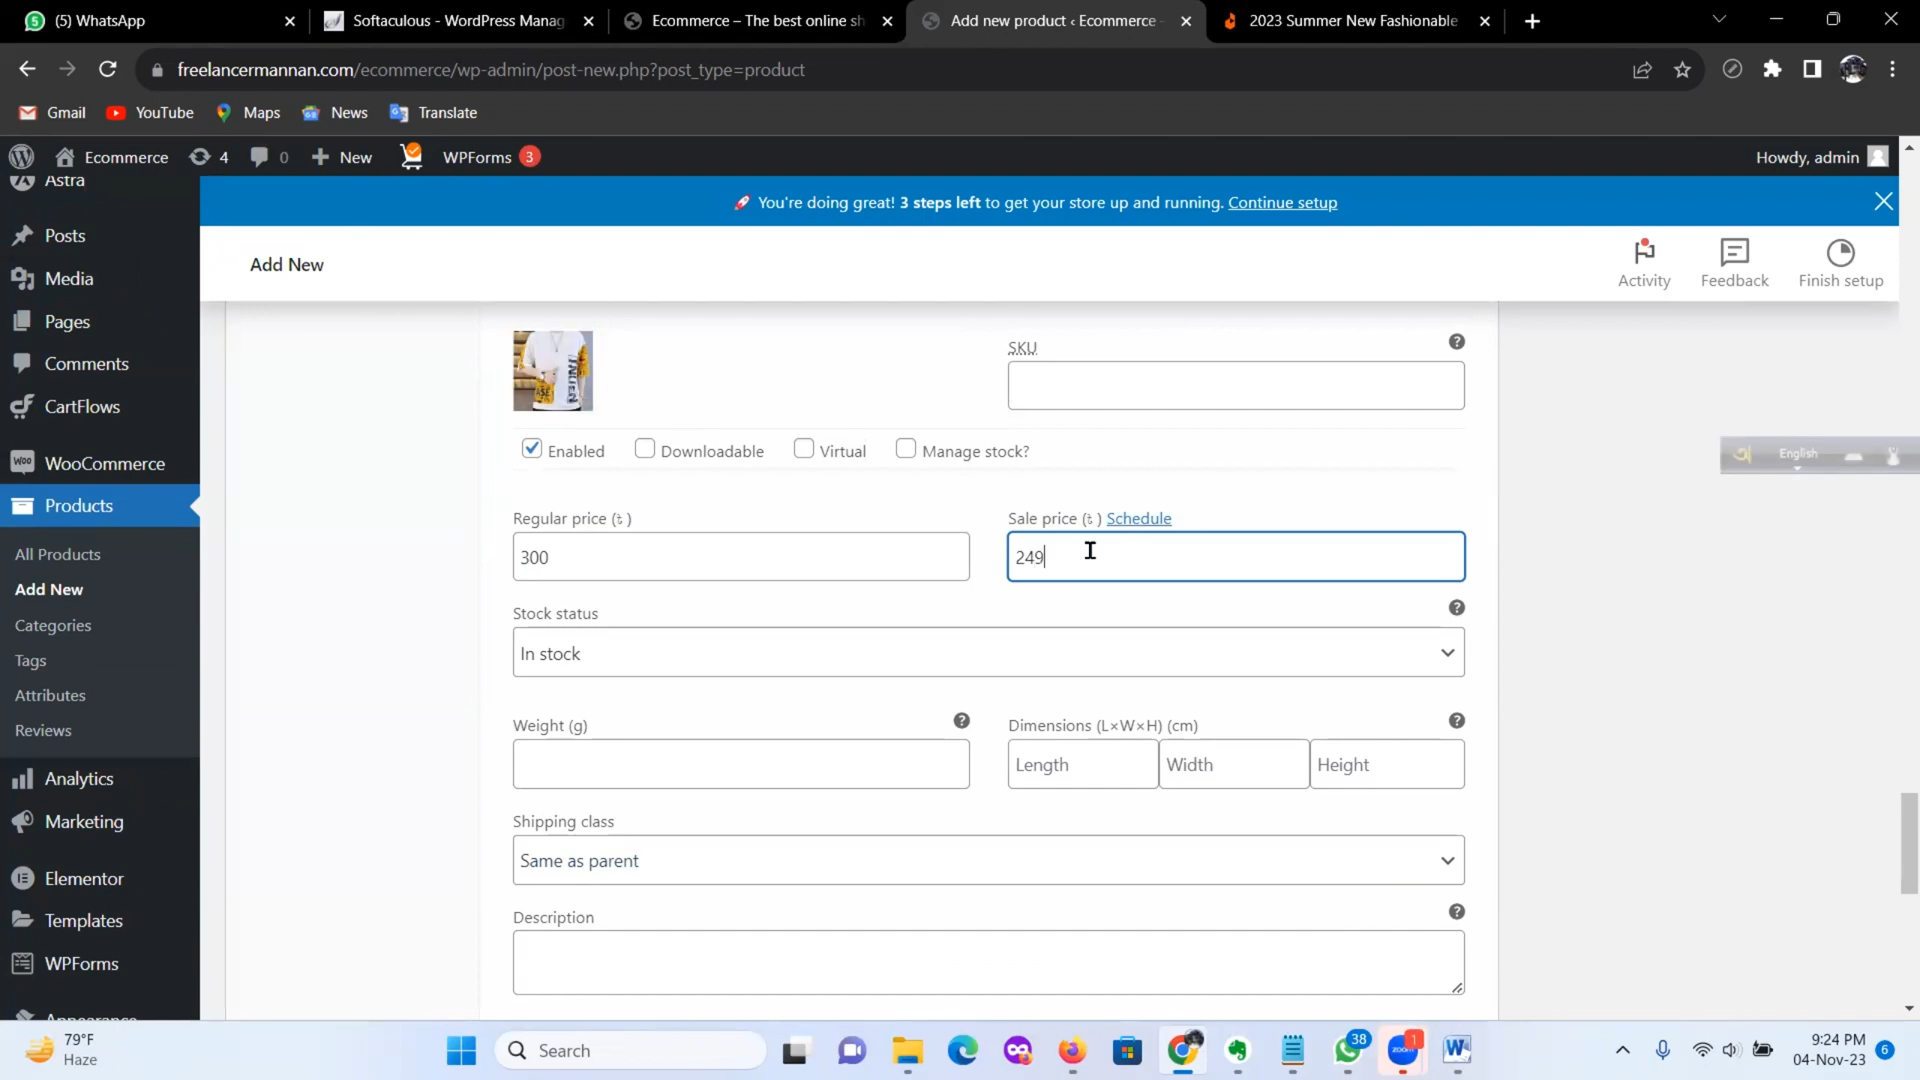 (5) WhatsApp
Softaculous - WordPress Manag
Ecommerce – The best online sh
Add new product ‹ Ecommerce -
2023 Summer New Fashionable
freelancermannan.com/ecommerce/wp-admin/post-new.php?post_type=product
Gmail YouTube Maps News Translate
Ecommerce 4 0 New WPForms 3 Howdy, admin
You're doing great! 3 steps left to get your store up and running. Continue setup
Add New
Activity
Feedback
Finish setup
Astra
Posts
Media
Pages
Comments
CartFlows
WooCommerce
Products
All Products
Add New
Categories
Tags
Attributes
Reviews
Analytics
Marketing
Elementor
Templates
WPForms
Appearance
SKU
Enabled Downloadable Virtual Manage stock?
Regular price (৳ )
300
Sale price (৳ ) Schedule
249
Stock status
In stock
Weight (g)
Dimensions (L×W×H) (cm)
Length Width Height
Shipping class
Same as parent
Description
English
79°F
Haze
Search
38
zoom
1
9:24 PM
04-Nov-23
6